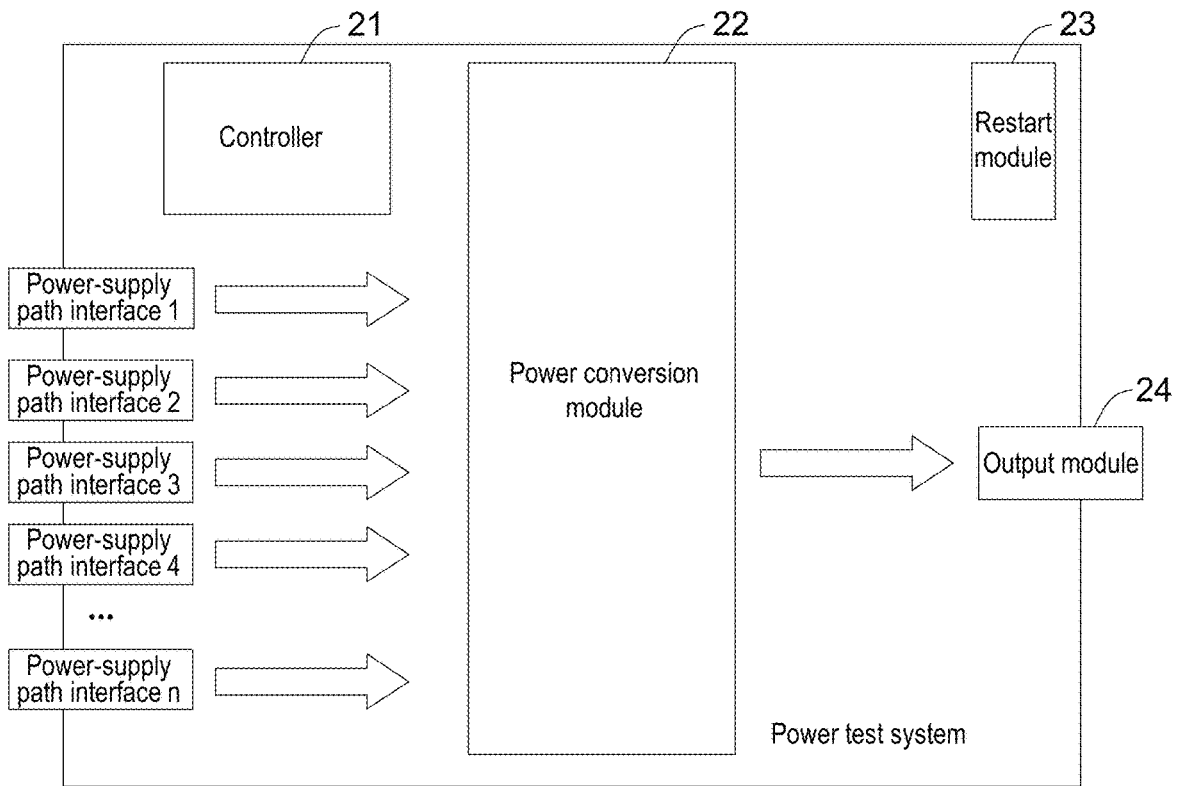 21
22
23
Controller
Restart
module
Power-supply
path interface 1
Power-supply
path interface 2
Power-supply
path interface 3
Power-supply
path interface 4
...
Power-supply
path interface n
Power conversion
module
24
Output module
Power test system